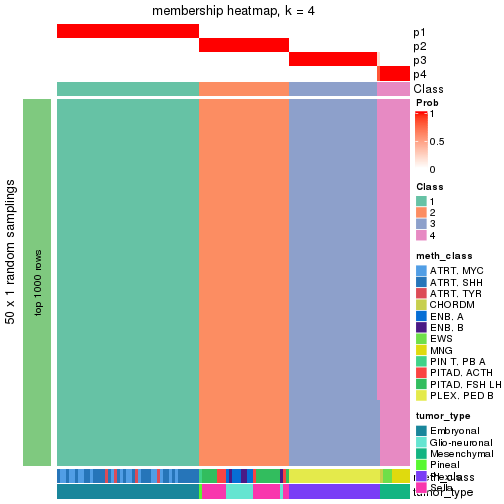 membership heatmap, k = 4
p1
p2
p3
p4
Class
50 x 1 random samplings
top 1000 rows
Prob
1
0.5
0
Class
1
2
3
4
meth_class
ATRT, MYC
ATRT, SHH
ATRT, TYR
CHORDM
ENB, A
ENB, B
EWS
MNG
PIN T, PB A
PITAD, ACTH
PITAD, FSH LH
PLEX, PED B
tumor_type
Embryonal
Glio-neuronal
Mesenchymal
Pineal
meth_class
tumor_type